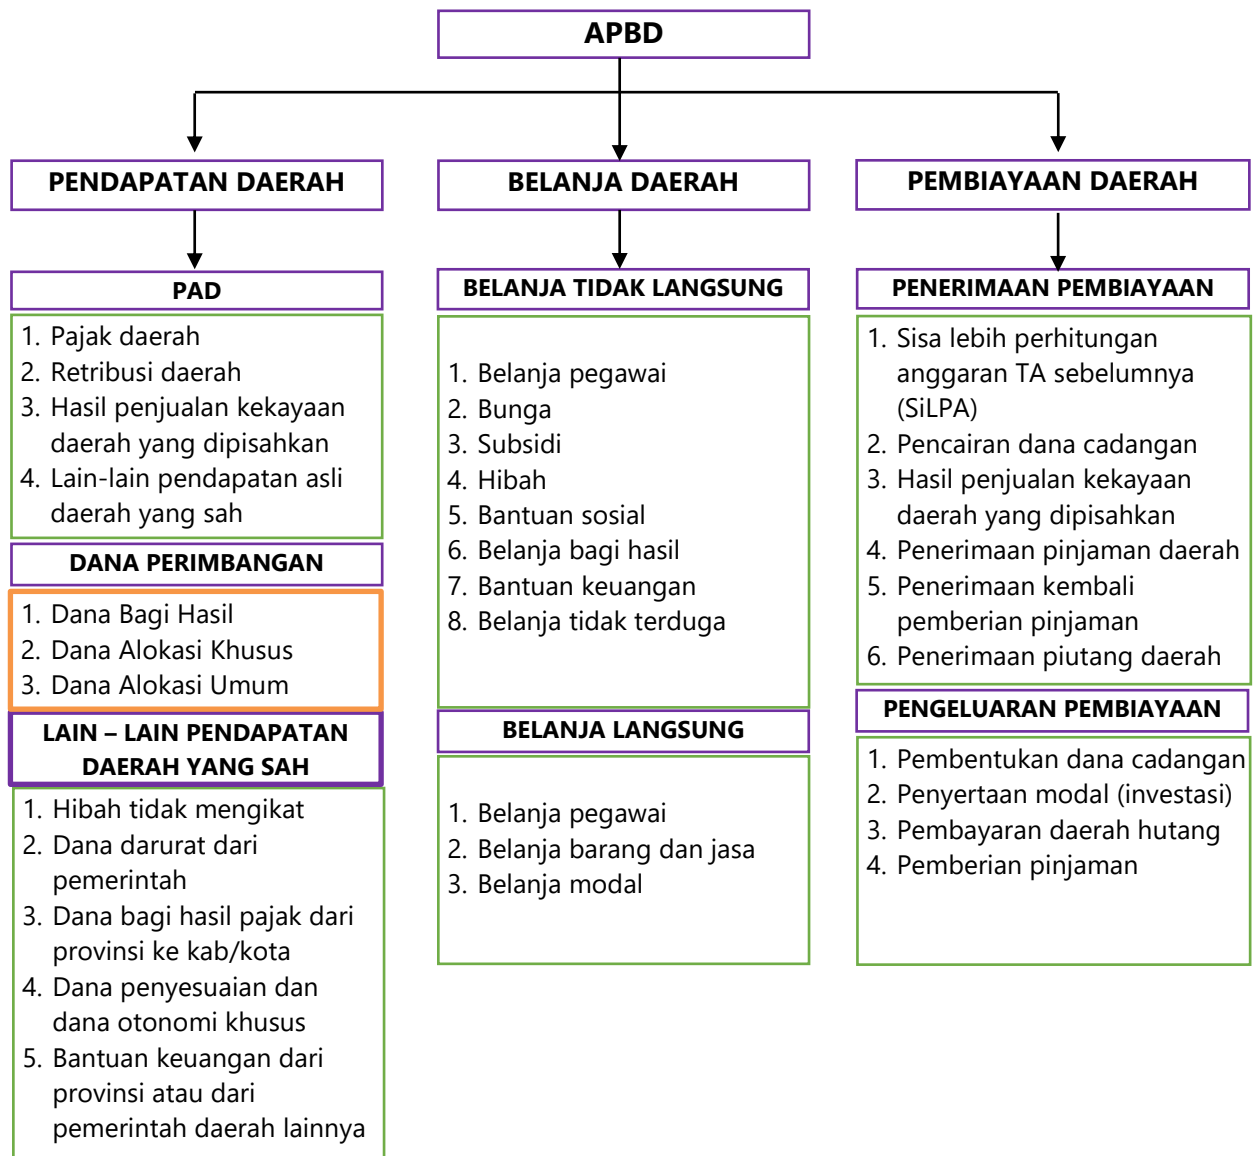 APBD
PENDAPATAN DAERAH
PAD
1. Pajak daerah
2. Retribusi daerah
3. Hasil penjualan kekayaan
daerah yang dipisahkan
4. Lain-lain pendapatan asli
daerah yang sah
DANA PERIMBANGAN
1. Dana Bagi Hasil
2. Dana Alokasi Khusus
3. Dana Alokasi Umum
LAIN – LAIN PENDAPATAN
DAERAH YANG SAH
1. Hibah tidak mengikat
2. Dana darurat dari
pemerintah
3. Dana bagi hasil pajak dari
provinsi ke kab/kota
4. Dana penyesuaian dan
dana otonomi khusus
5. Bantuan keuangan dari
provinsi atau dari
pemerintah daerah lainnya
BELANJA DAERAH
BELANJA TIDAK LANGSUNG
1. Belanja pegawai
2. Bunga
3. Subsidi
4. Hibah
5. Bantuan sosial
6. Belanja bagi hasil
7. Bantuan keuangan
8. Belanja tidak terduga
BELANJA LANGSUNG
1. Belanja pegawai
2. Belanja barang dan jasa
3. Belanja modal
PEMBIAYAAN DAERAH
PENERIMAAN PEMBIAYAAN
1. Sisa lebih perhitungan
anggaran TA sebelumnya
(SiLPA)
2. Pencairan dana cadangan
3. Hasil penjualan kekayaan
daerah yang dipisahkan
4. Penerimaan pinjaman daerah
5. Penerimaan kembali
pemberian pinjaman
6. Penerimaan piutang daerah
PENGELUARAN PEMBIAYAAN
1. Pembentukan dana cadangan
2. Penyertaan modal (investasi)
3. Pembayaran daerah hutang
4. Pemberian pinjaman